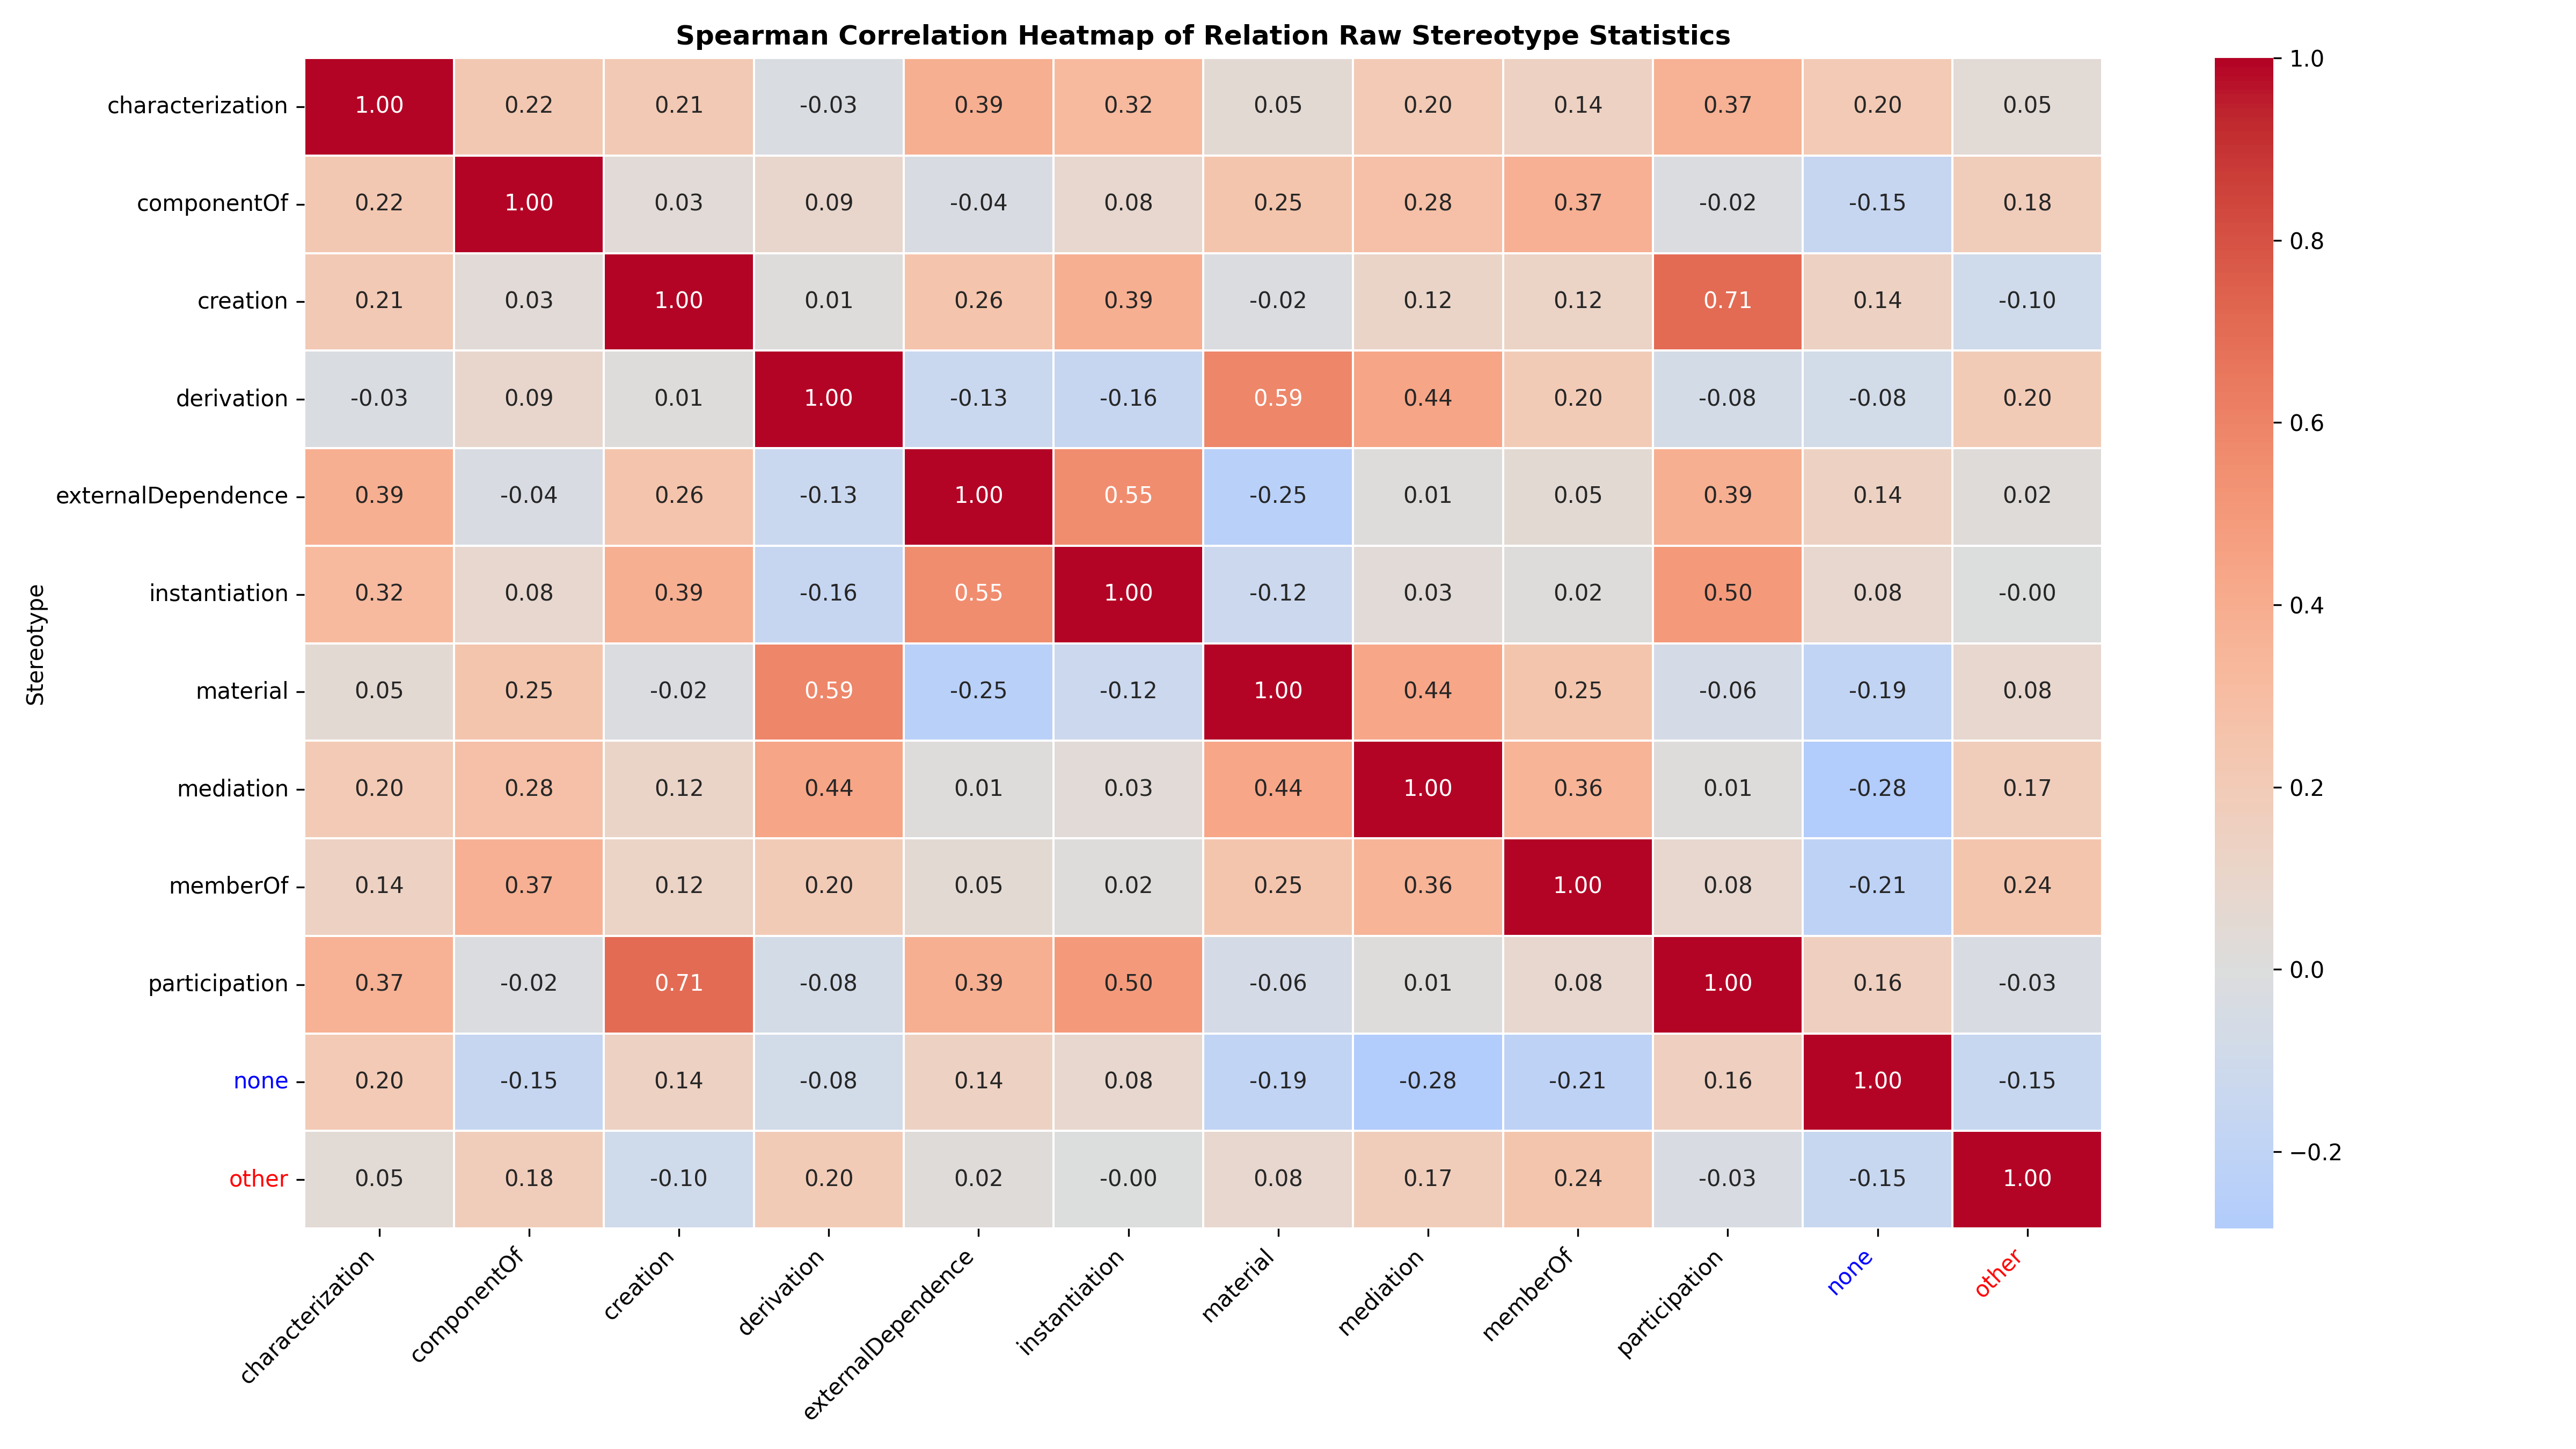 Spearman Correlation Heatmap of Relation Raw Stereotype Statistics
characterization 1.00 0.22 0.21 -0.03 0.39 0.32 0.05 0.20 0.14 0.37 0.20 0.05
componentOf 0.22 1.00 0.03 0.09 -0.04 0.08 0.25 0.28 0.37 -0.02 -0.15 0.18
creation 0.21 0.03 1.00 0.01 0.26 0.39 -0.02 0.12 0.12 0.71 0.14 -0.10
derivation -0.03 0.09 0.01 1.00 -0.13 -0.16 0.59 0.44 0.20 -0.08 -0.08 0.20
externalDependence 0.39 -0.04 0.26 -0.13 1.00 0.55 -0.25 0.01 0.05 0.39 0.14 0.02
instantiation 0.32 0.08 0.39 -0.16 0.55 1.00 -0.12 0.03 0.02 0.50 0.08 -0.00
material 0.05 0.25 -0.02 0.59 -0.25 -0.12 1.00 0.44 0.25 -0.06 -0.19 0.08
mediation 0.20 0.28 0.12 0.44 0.01 0.03 0.44 1.00 0.36 0.01 -0.28 0.17
memberOf 0.14 0.37 0.12 0.20 0.05 0.02 0.25 0.36 1.00 0.08 -0.21 0.24
participation 0.37 -0.02 0.71 -0.08 0.39 0.50 -0.06 0.01 0.08 1.00 0.16 -0.03
none 0.20 -0.15 0.14 -0.08 0.14 0.08 -0.19 -0.28 -0.21 0.16 1.00 -0.15
other 0.05 0.18 -0.10 0.20 0.02 -0.00 0.08 0.17 0.24 -0.03 -0.15 1.00
Stereotype
characterization componentOf creation derivation externalDependence instantiation material mediation memberOf participation none other
1.0
0.8
0.6
0.4
0.2
0.0
−0.2